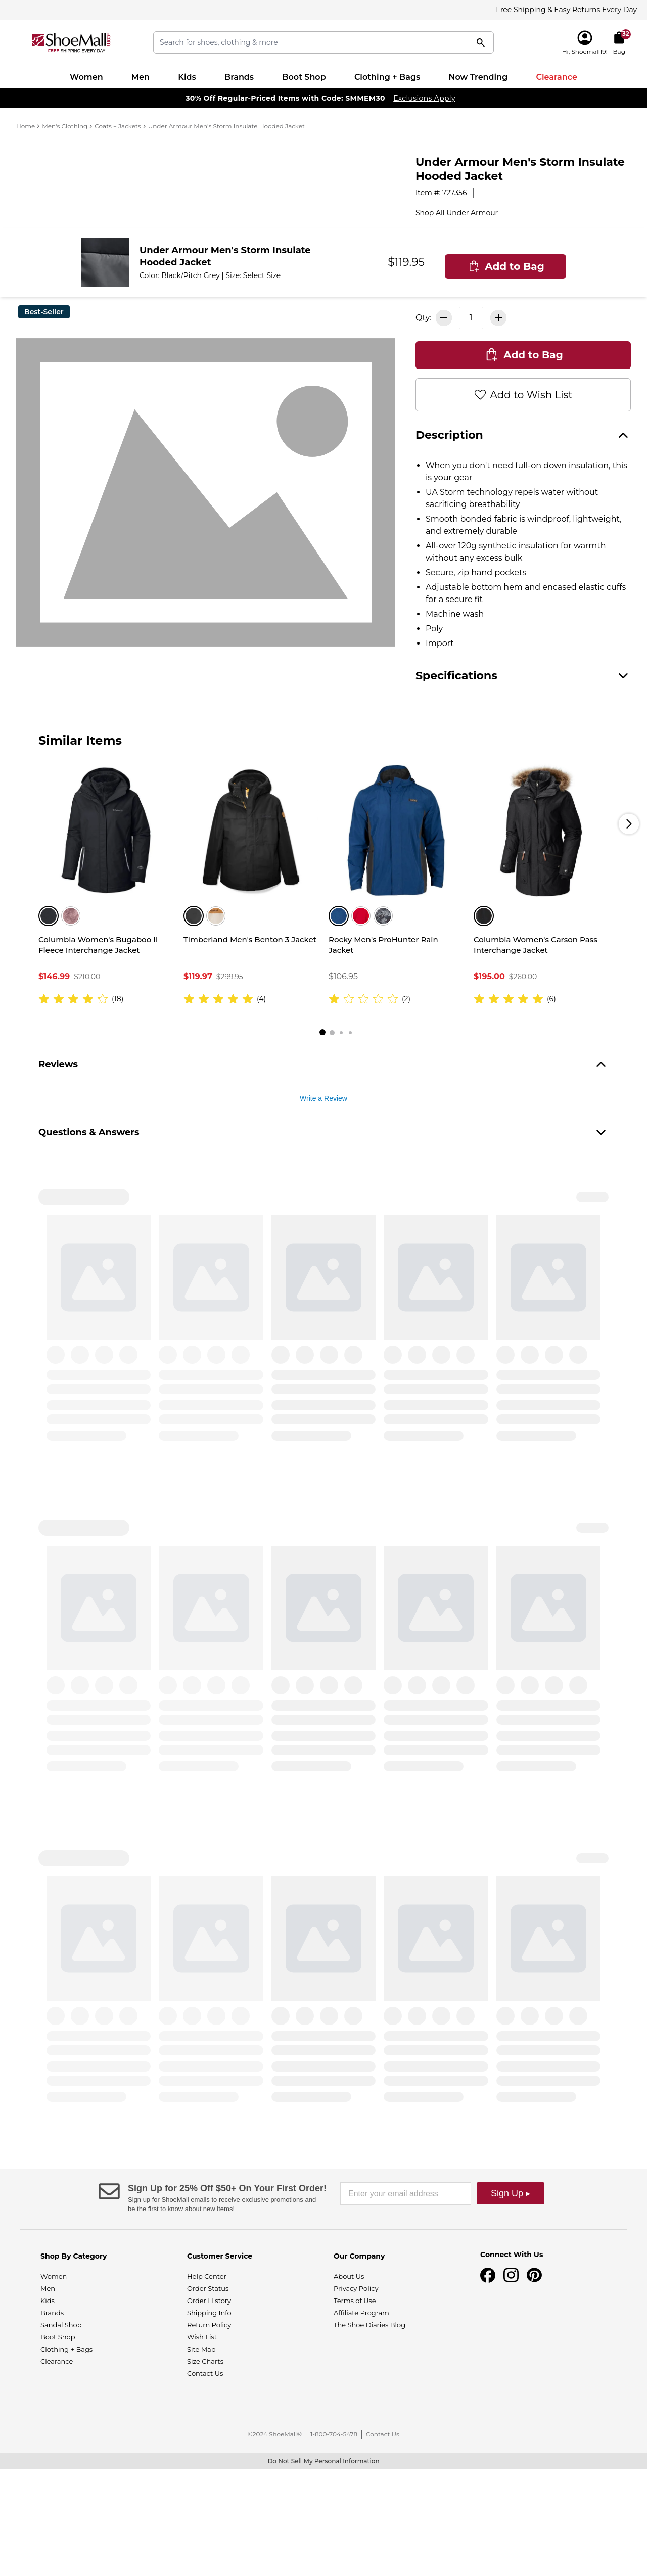 Free Shipping & Easy Returns Every Day
ShoeMall.com
FREE SHIPPING EVERY DAY
Search for shoes, clothing & more
Hi, Shoemall19!
32
Bag
Women
Men
Kids
Brands
Boot Shop
Clothing + Bags
Now Trending
Clearance
30% Off Regular-Priced Items with Code: SMMEM30 Exclusions Apply
Home > Men's Clothing > Coats + Jackets > Under Armour Men's Storm Insulate Hooded Jacket
Under Armour Men's Storm Insulate
Hooded Jacket
Item #: 727356
Shop All Under Armour
Under Armour Men's Storm Insulate
Hooded Jacket
Color: Black/Pitch Grey | Size: Select Size
$119.95
Add to Bag
Best-Seller
Qty:
1
Add to Bag
Add to Wish List
Description
When you don't need full-on down insulation, this
is your gear
UA Storm technology repels water without
sacrificing breathability
Smooth bonded fabric is windproof, lightweight,
and extremely durable
All-over 120g synthetic insulation for warmth
without any excess bulk
Secure, zip hand pockets
Adjustable bottom hem and encased elastic cuffs
for a secure fit
Machine wash
Poly
Import
Specifications
Similar Items
Columbia Women's Bugaboo II
Fleece Interchange Jacket
$146.99 $210.00
(18)
Timberland Men's Benton 3 Jacket
$119.97 $299.95
(4)
Rocky Men's ProHunter Rain
Jacket
$106.95
(2)
Columbia Women's Carson Pass
Interchange Jacket
$195.00 $260.00
(6)
Reviews
Write a Review
Questions & Answers
Sign Up for 25% Off $50+ On Your First Order!
Sign up for ShoeMall emails to receive exclusive promotions and
be the first to know about new items!
Enter your email address
Sign Up ▸
Shop By Category
Women
Men
Kids
Brands
Sandal Shop
Boot Shop
Clothing + Bags
Clearance
Customer Service
Help Center
Order Status
Order History
Shipping Info
Return Policy
Wish List
Site Map
Size Charts
Contact Us
Our Company
About Us
Privacy Policy
Terms of Use
Affiliate Program
The Shoe Diaries Blog
Connect With Us
©2024 ShoeMall®
1-800-704-5478
Contact Us
Do Not Sell My Personal Information